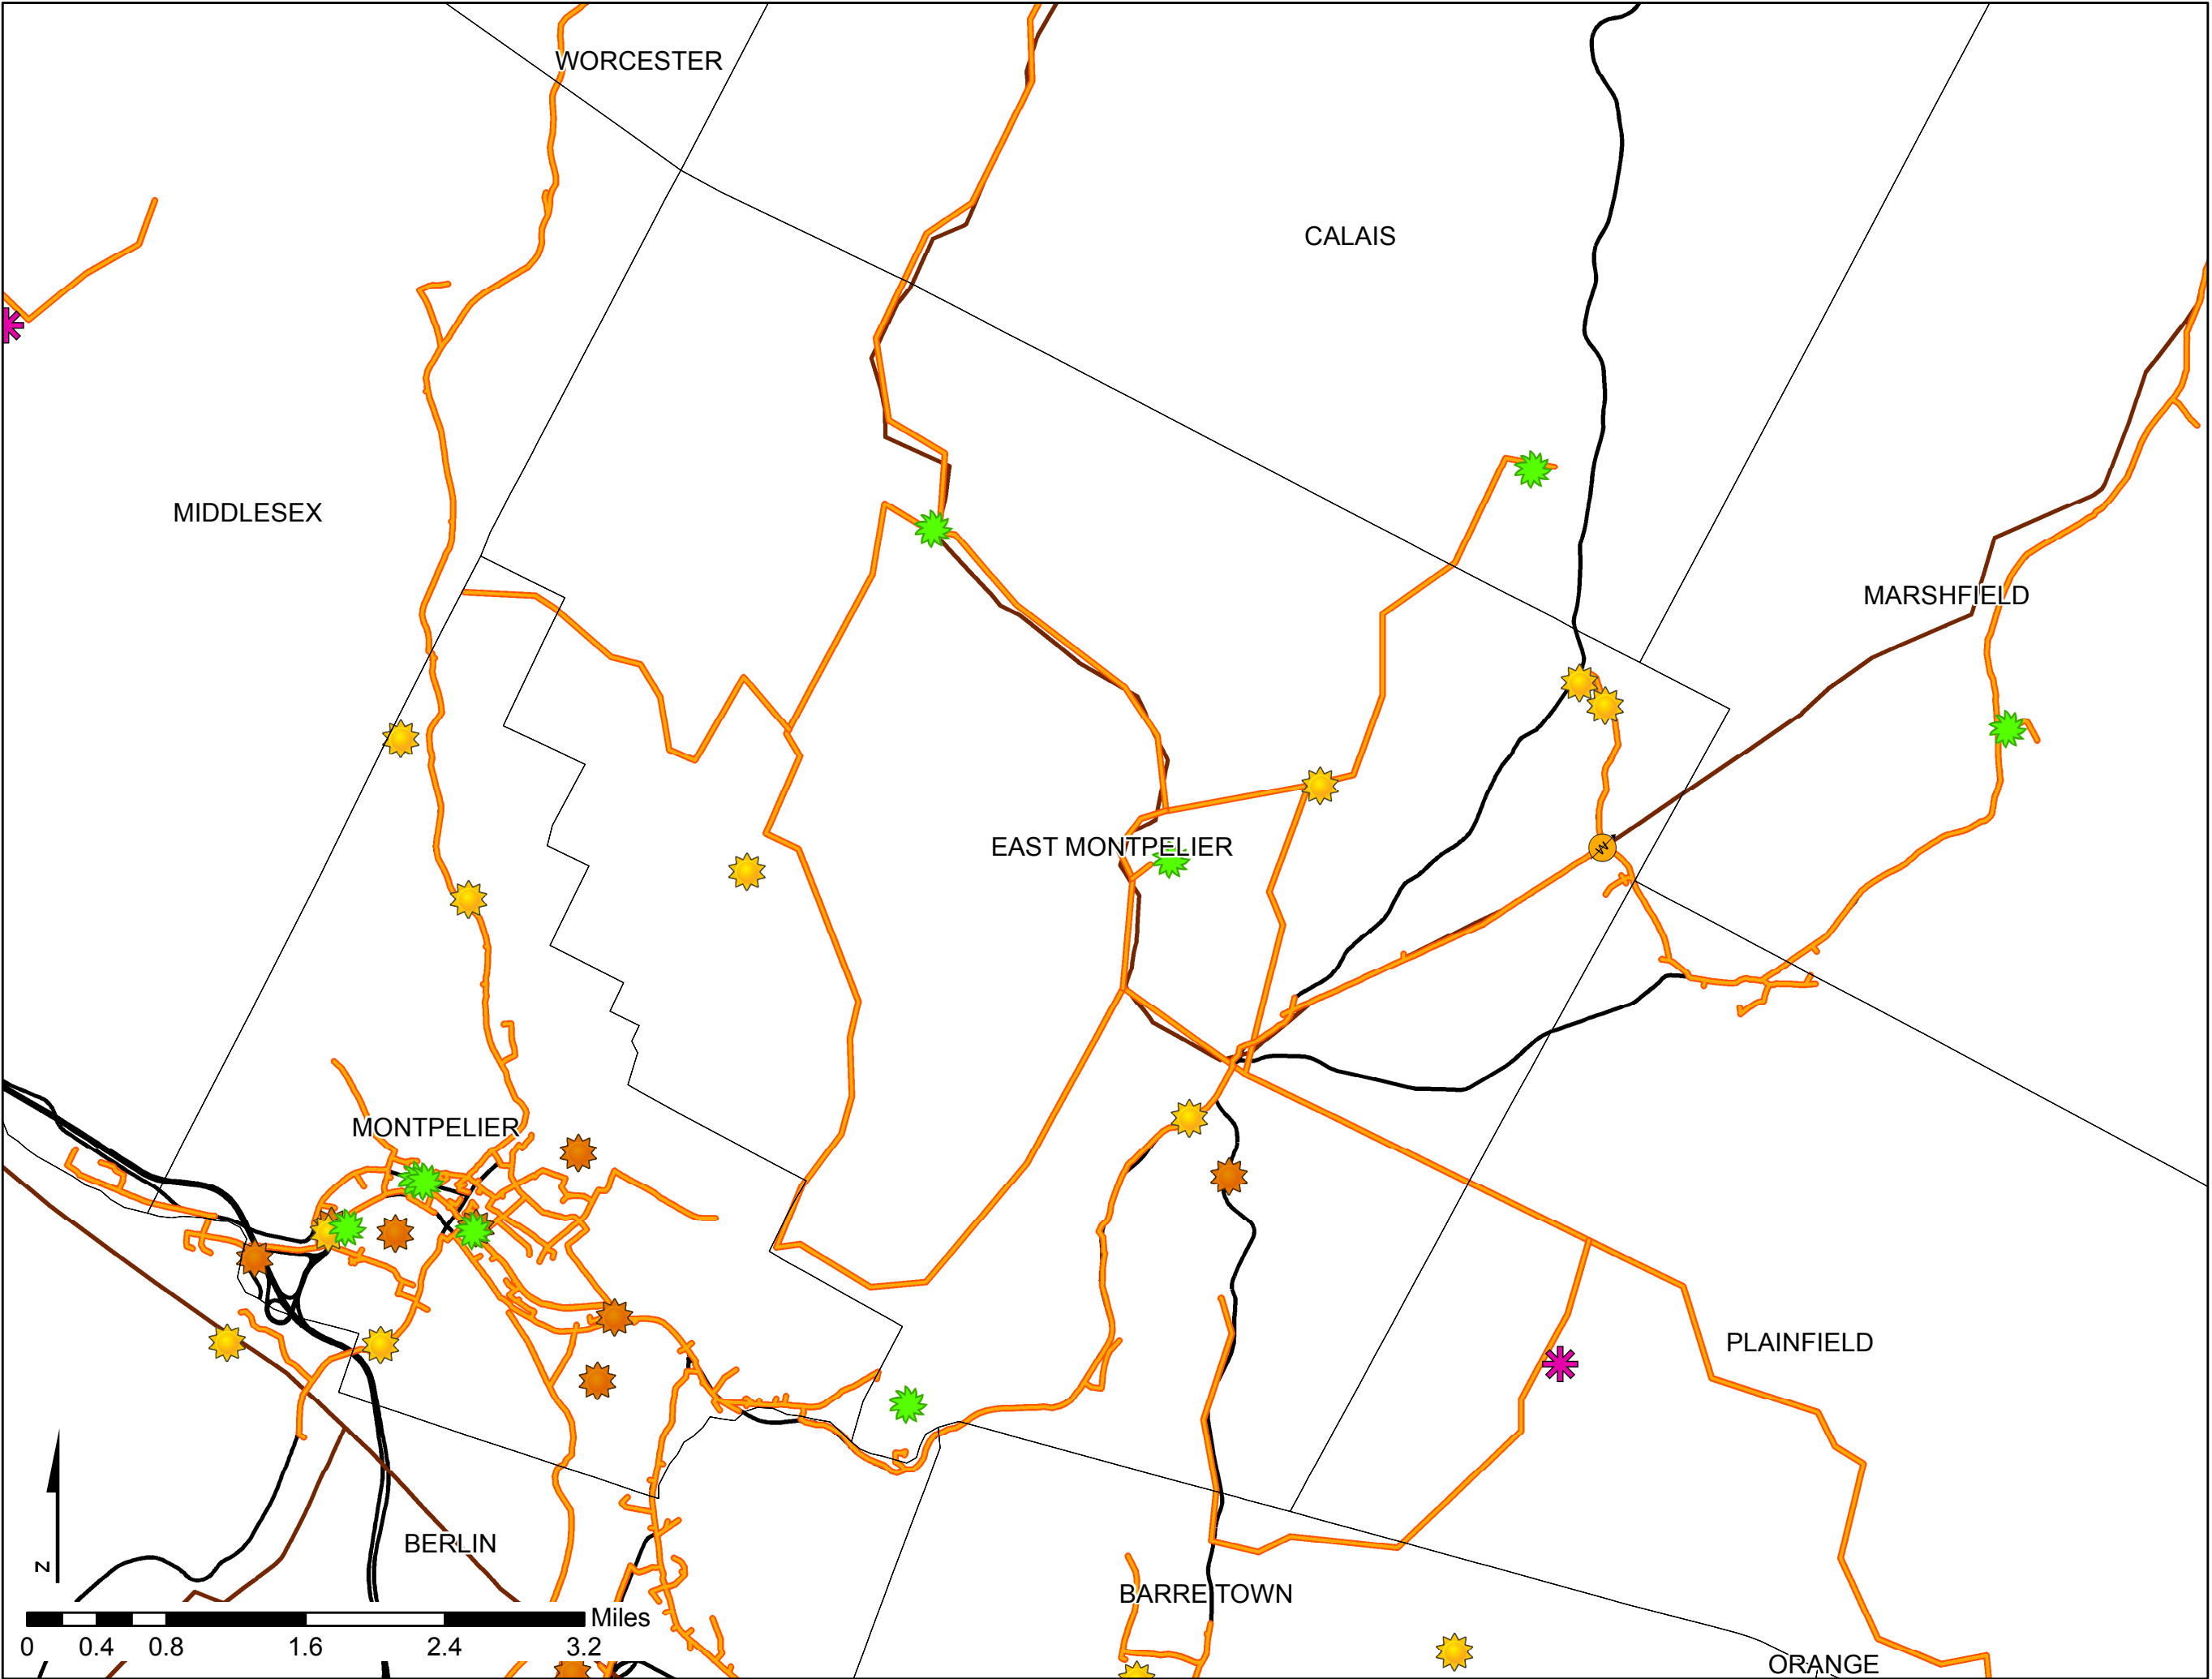 WORCESTER
CALAIS
MIDDLESEX
MARSHFIELD
EAST MONTPELIER
W
MONTPELIER
PLAINFIELD
BERLIN
BARRE TOWN
ORANGE
N
Miles
0 0.4 0.8 1.6 2.4 3.2